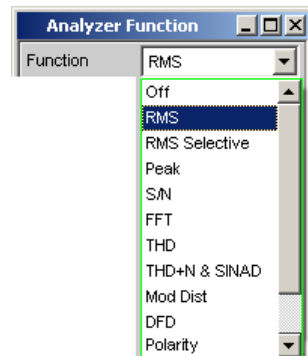 Analyzer Function
Function RMS
Off
RMS
RMS Selective
Peak
S/N
FFT
THD
THD+N & SINAD
Mod Dist
DFD
Polarity